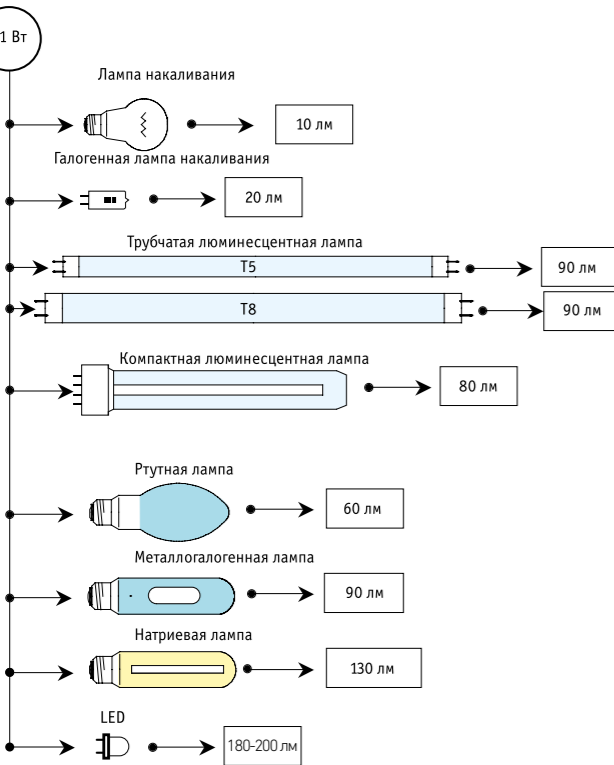 1 Вт
Лампа накаливания
10 лм
Галогенная лампа накаливания
20 лм
Трубчатая люминесцентная лампа
T5
90 лм
T8
90 лм
Компактная люминесцентная лампа
80 лм
Ртутная лампа
60 лм
Металлогалогенная лампа
90 лм
Натриевая лампа
130 лм
LED
180-200 лм